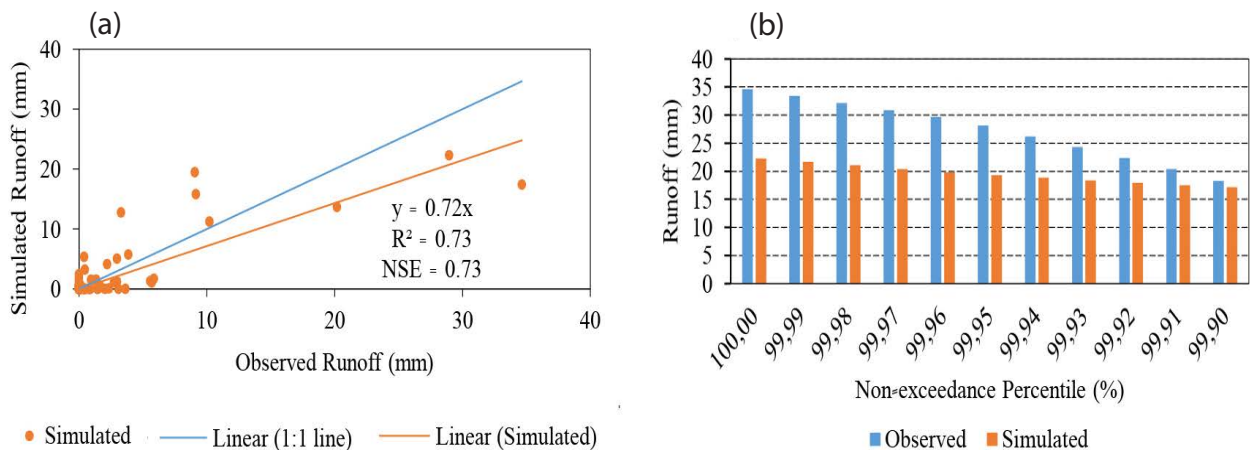 (a)
Simulated Runoff (mm)
40
30
20
10
0
y = 0.72x
R² = 0.73
NSE = 0.73
0 10 20 30 40
Observed Runoff (mm)
Simulated Linear (1:1 line) Linear (Simulated)
(b)
Runoff (mm)
40
35
30
25
20
15
10
5
0
100,00 99,99 99,98 99,97 99,96 99,95 99,94 99,93 99,92 99,91 99,90
Non-exceedance Percentile (%)
Observed Simulated